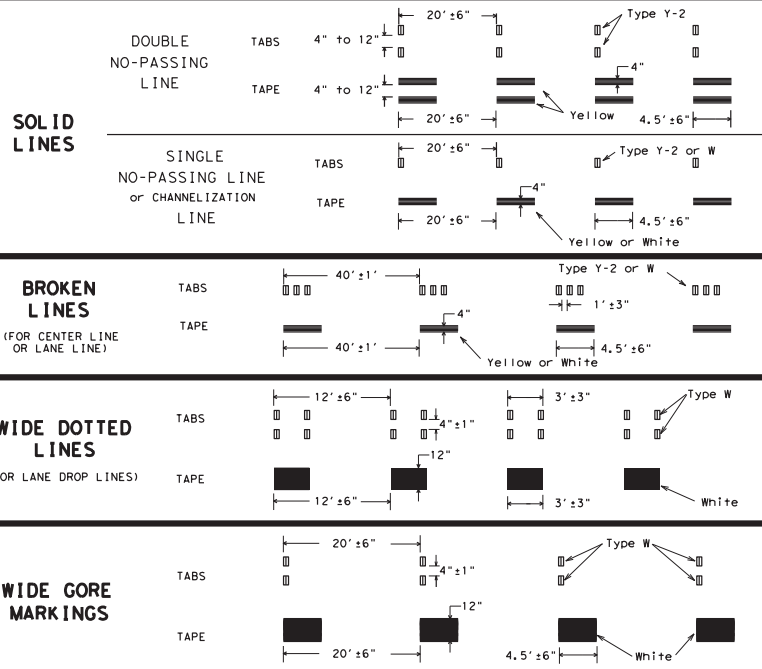 SOLID
LINES
DOUBLE
NO-PASSING
LINE
TABS
4" to 12"
20'±6"
Type Y-2
TAPE
4" to 12"
4"
20'±6"
Yellow
4.5'±6"
SINGLE
NO-PASSING LINE
or CHANNELIZATION
LINE
TABS
20'±6"
Type Y-2 or W
TAPE
4"
20'±6"
4.5'±6"
Yellow or White
BROKEN
LINES
(FOR CENTER LINE
OR LANE LINE)
TABS
40'±1'
Type Y-2 or W
1'±3"
TAPE
4"
40'±1'
4.5'±6"
Yellow or White
WIDE DOTTED
LINES
OR LANE DROP LINES)
TABS
12'±6"
3'±3"
Type W
4"±1"
TAPE
12"
12'±6"
3'±3"
White
WIDE GORE
MARKINGS
TABS
20'±6"
Type W
4"±1"
TAPE
12"
20'±6"
4.5'±6"
White